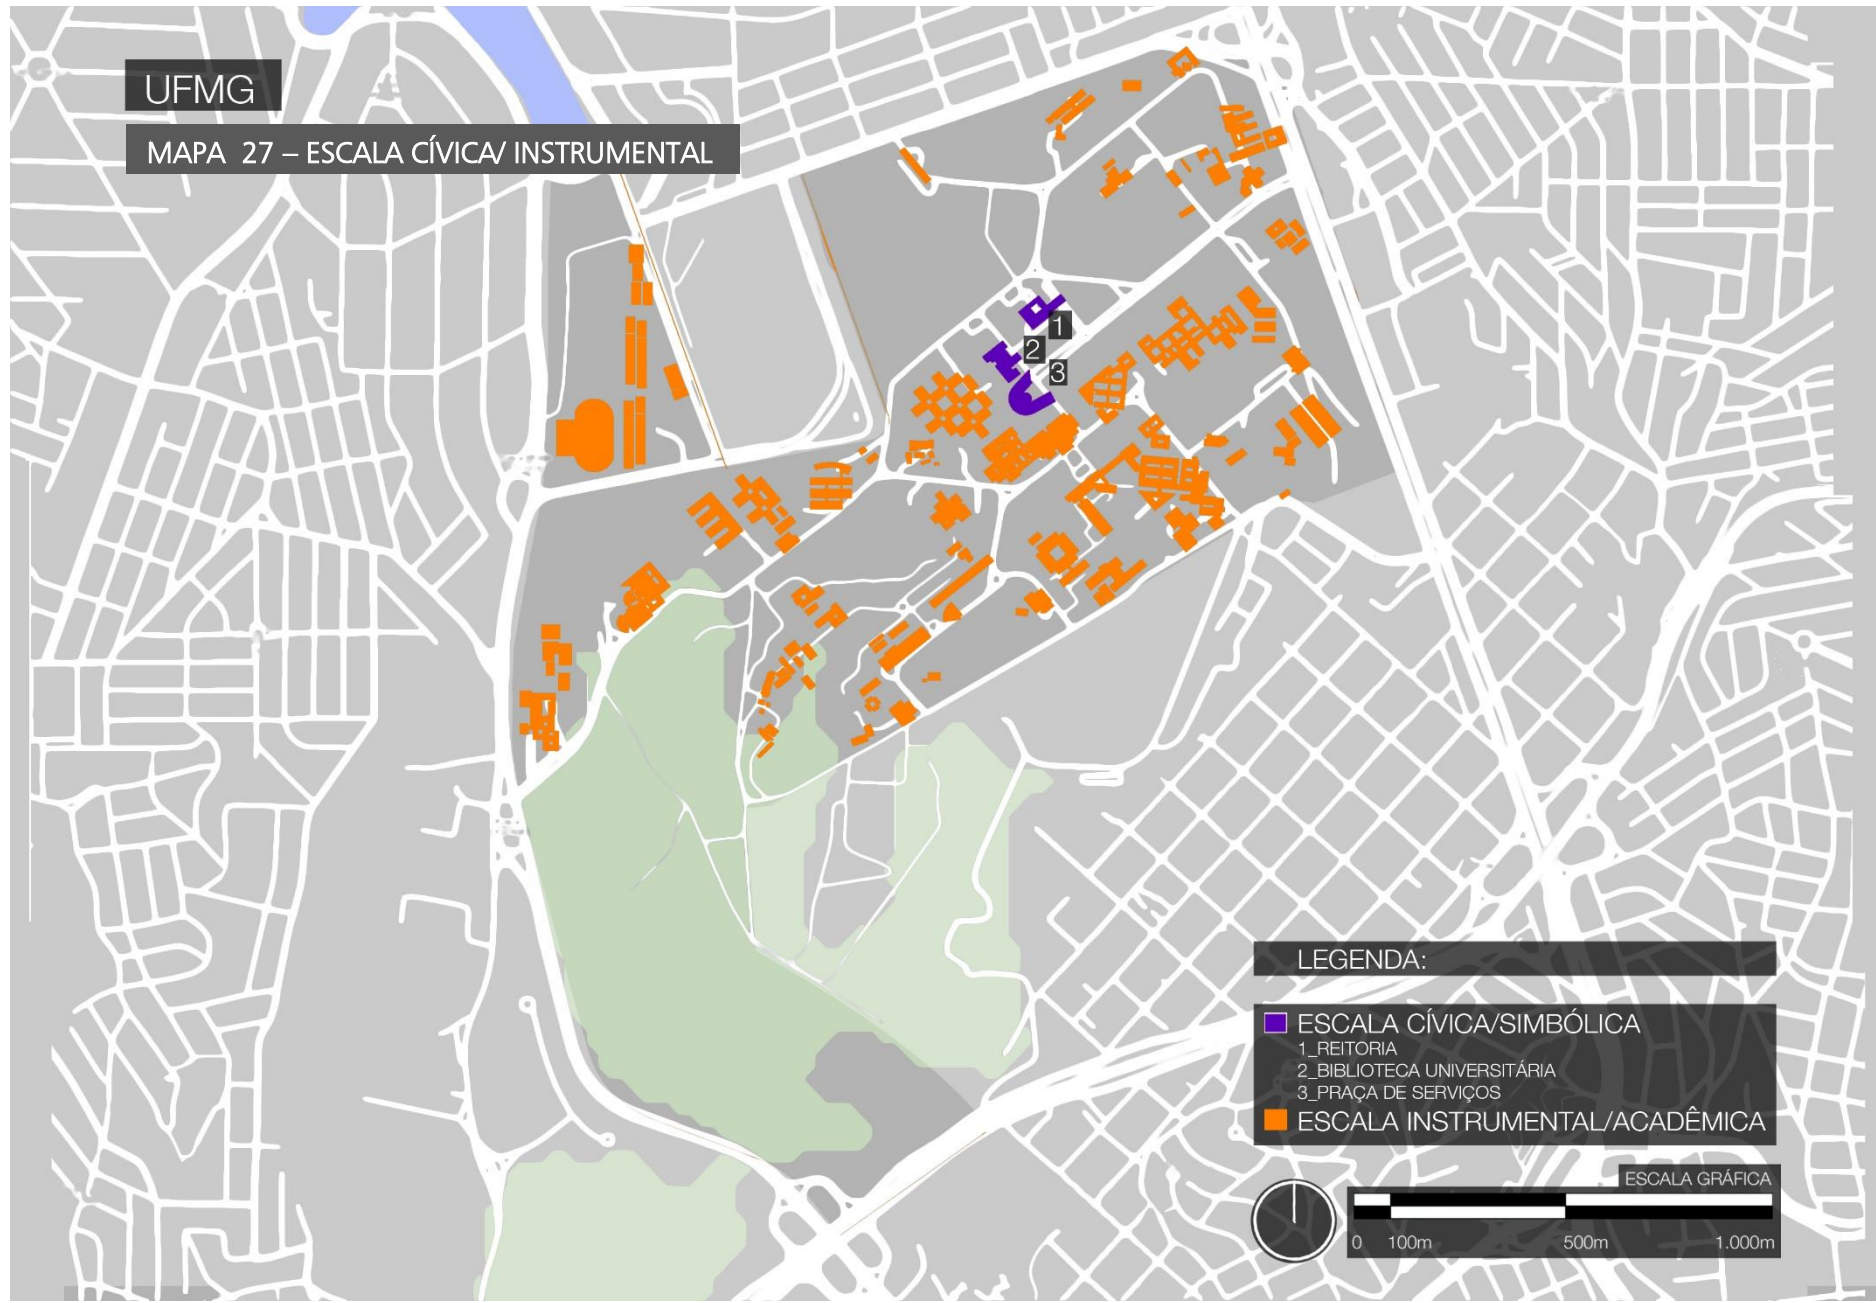 UFMG
MAPA 27 – ESCALA CÍVICA/ INSTRUMENTAL
1
2
3
LEGENDA:
ESCALA CÍVICA/SIMBÓLICA
1_REITORIA
2_BIBLIOTECA UNIVERSITÁRIA
3_PRAÇA DE SERVIÇOS
ESCALA INSTRUMENTAL/ACADÊMICA
ESCALA GRÁFICA
0 100m 500m 1.000m